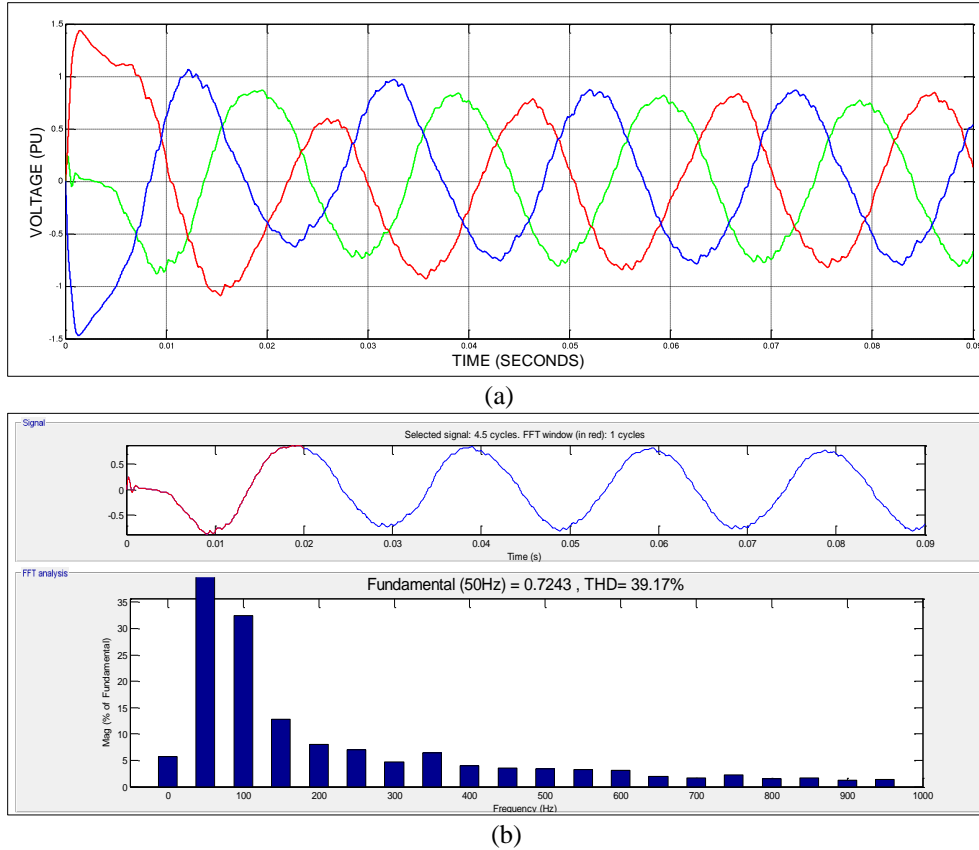 1.5
1
0.5
0
-0.5
-1
-1.5
VOLTAGE (PU)
0 0.01 0.02 0.03 0.04 0.05 0.06 0.07 0.08 0.09
TIME (SECONDS)
(a)
Signal
Selected signal: 4.5 cycles. FFT window (in red): 1 cycles
0.5
0
-0.5
0 0.01 0.02 0.03 0.04 0.05 0.06 0.07 0.08 0.09
Time (s)
FFT analysis
Fundamental (50Hz) = 0.7243 , THD= 39.17%
35
30
25
20
15
10
5
0
Mag (% of Fundamental)
0 100 200 300 400 500 600 700 800 900 1000
Frequency (Hz)
(b)